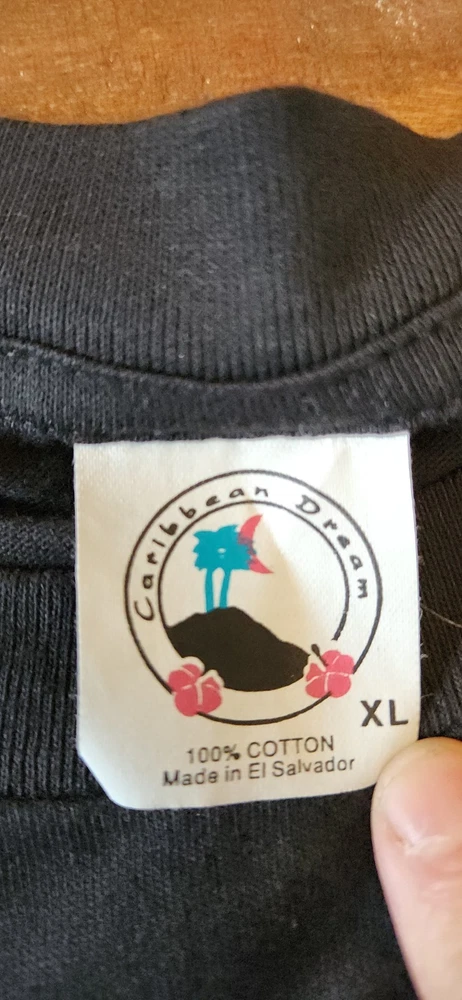 Caribbean Dream
XL
100% COTTON
Made in El Salvador